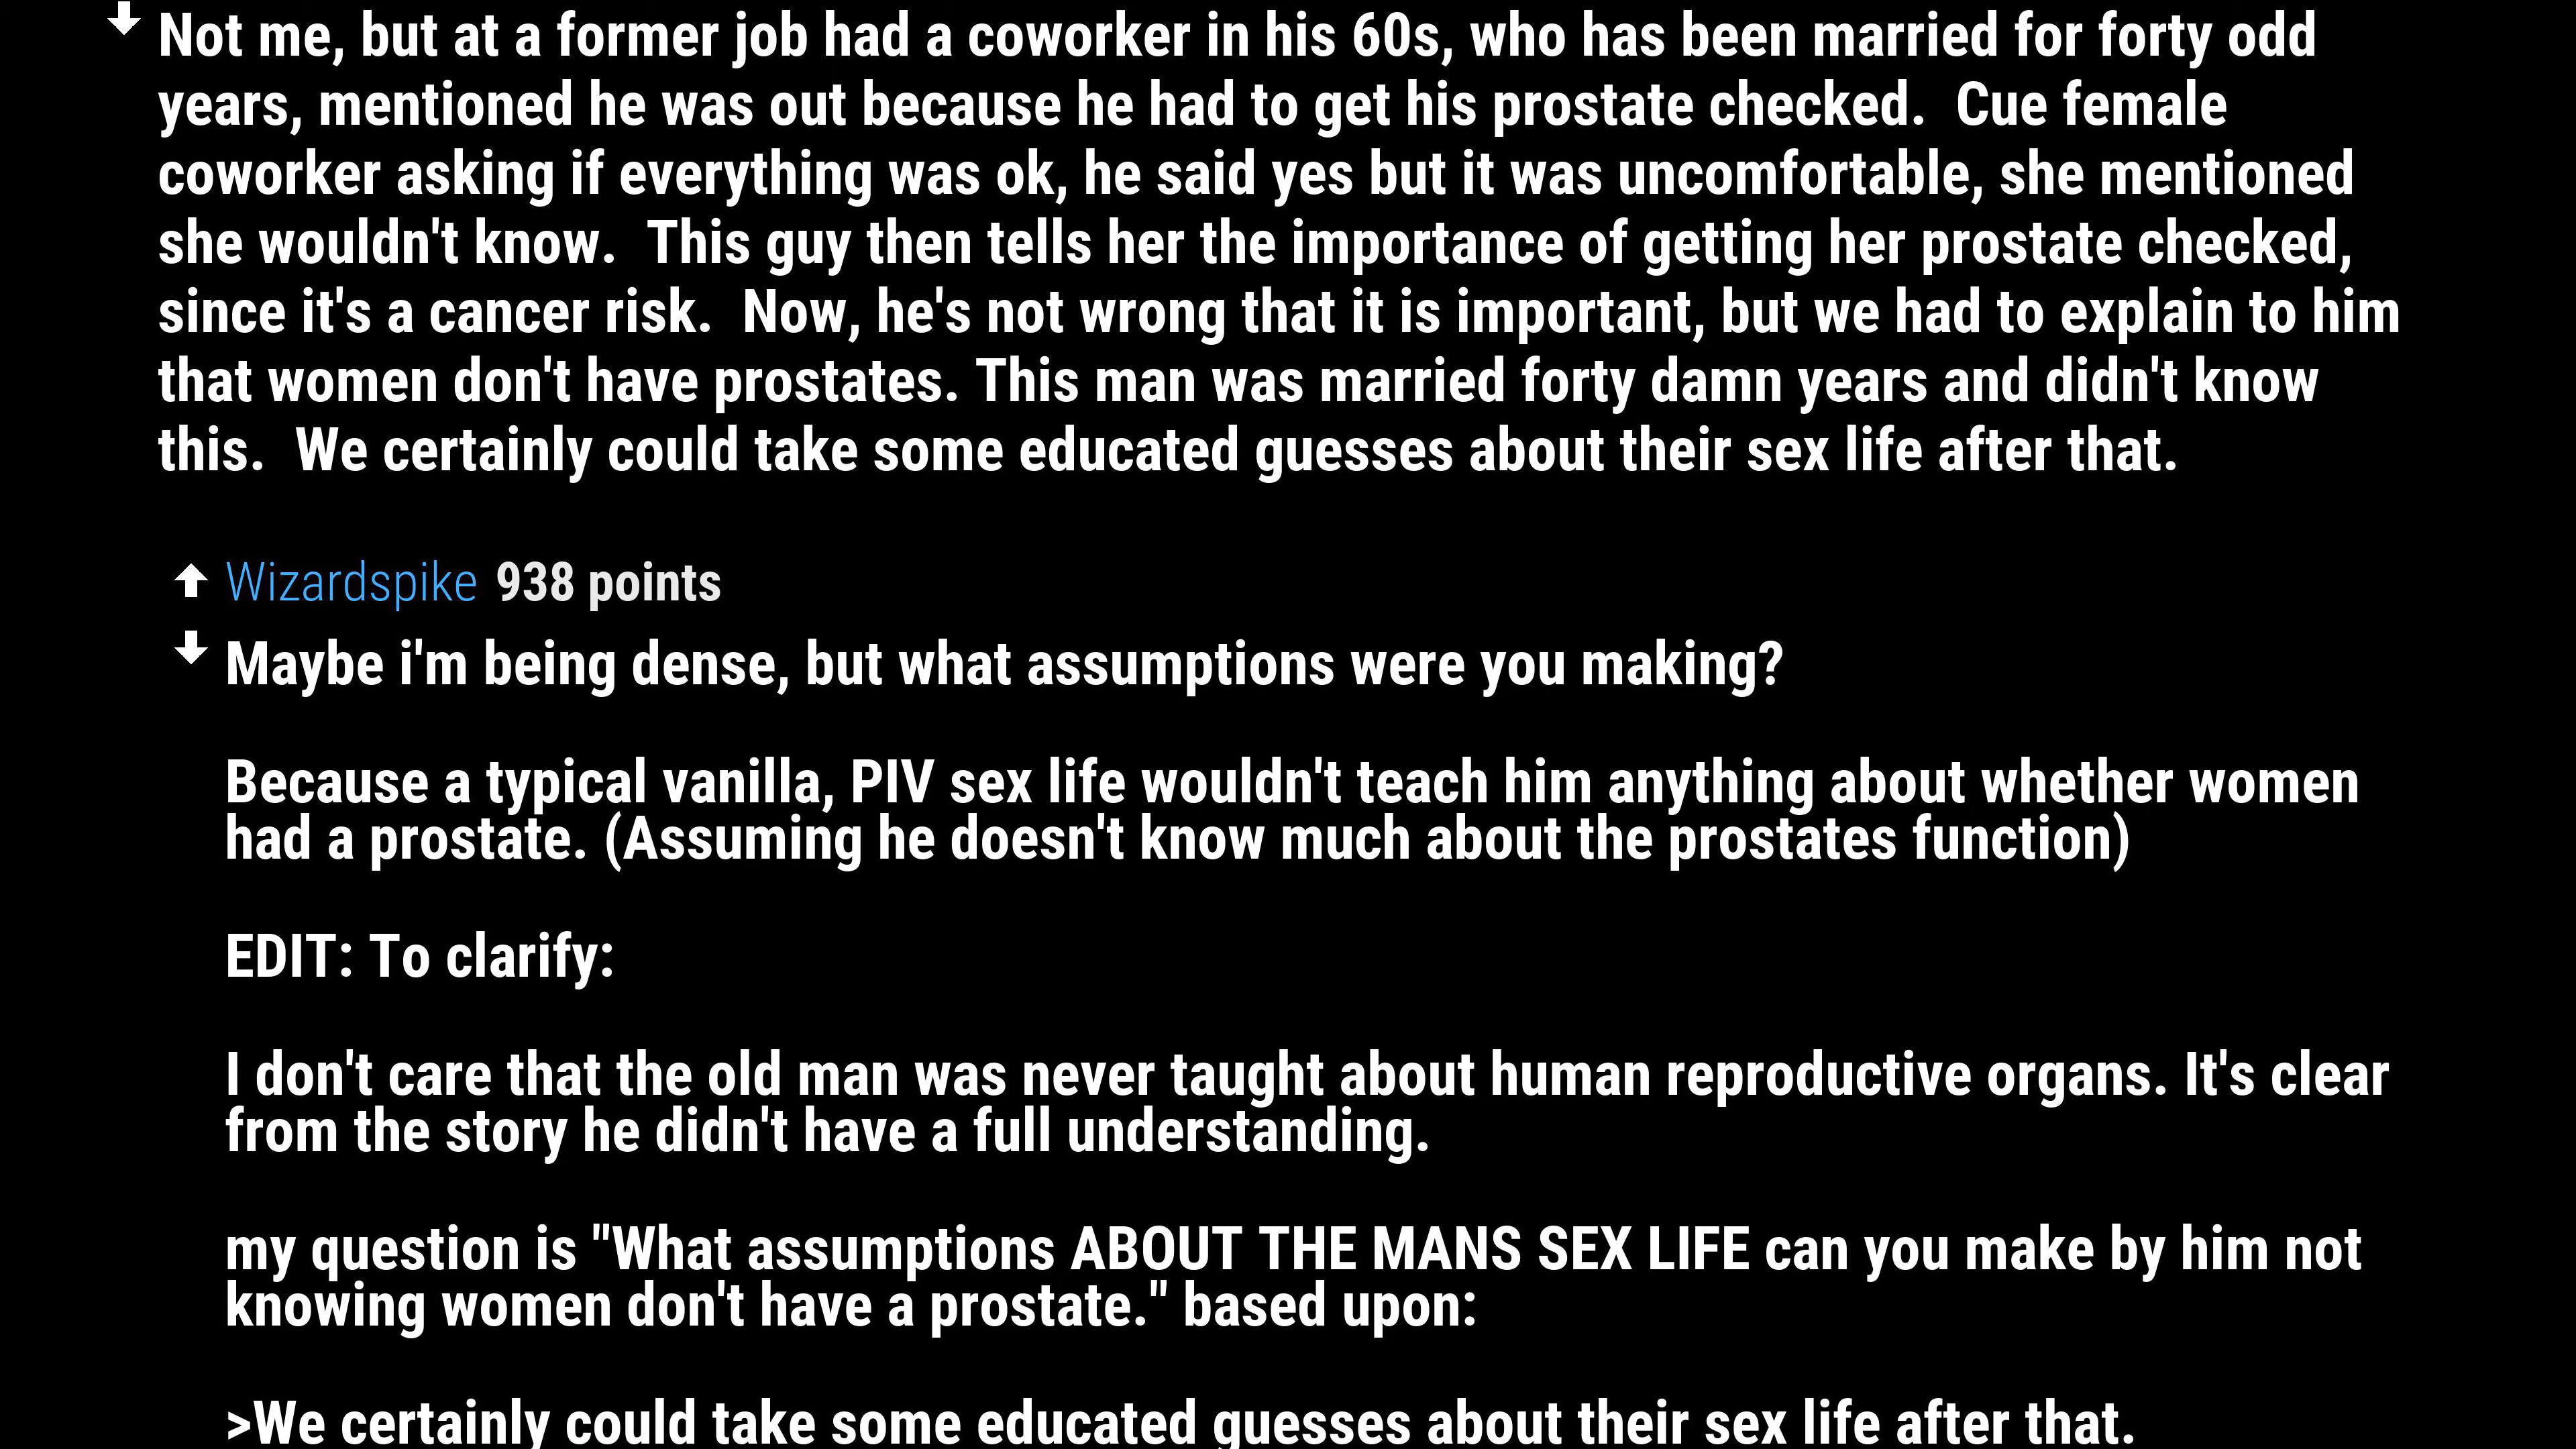 Not me, but at a former job had a coworker in his 60s, who has been married for forty odd
years, mentioned he was out because he had to get his prostate checked.  Cue female
coworker asking if everything was ok, he said yes but it was uncomfortable, she mentioned
she wouldn't know.  This guy then tells her the importance of getting her prostate checked,
since it's a cancer risk.  Now, he's not wrong that it is important, but we had to explain to him
that women don't have prostates. This man was married forty damn years and didn't know
this.  We certainly could take some educated guesses about their sex life after that.
Wizardspike 938 points
Maybe i'm being dense, but what assumptions were you making?
Because a typical vanilla, PIV sex life wouldn't teach him anything about whether women
had a prostate. (Assuming he doesn't know much about the prostates function)
EDIT: To clarify:
I don't care that the old man was never taught about human reproductive organs. It's clear
from the story he didn't have a full understanding.
my question is "What assumptions ABOUT THE MANS SEX LIFE can you make by him not
knowing women don't have a prostate." based upon:
>We certainly could take some educated guesses about their sex life after that.